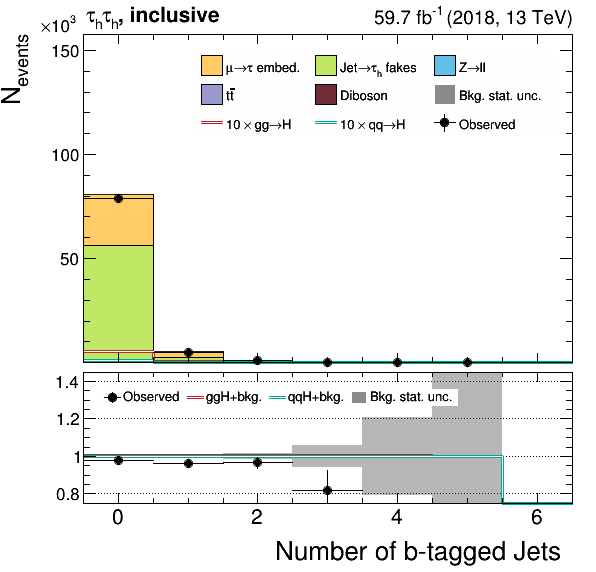 ×10³ τₕτₕ, inclusive 59.7 fb⁻¹ (2018, 13 TeV)
N_events
150
100
50
μ→τ embed. Jet→τₕ fakes Z→ll
tt̄ Diboson Bkg. stat. unc.
10 × gg→H 10 × qq→H Observed
1.4
1.2
1
0.8
Observed ggH+bkg. qqH+bkg. Bkg. stat. unc.
0 2 4 6
Number of b-tagged Jets